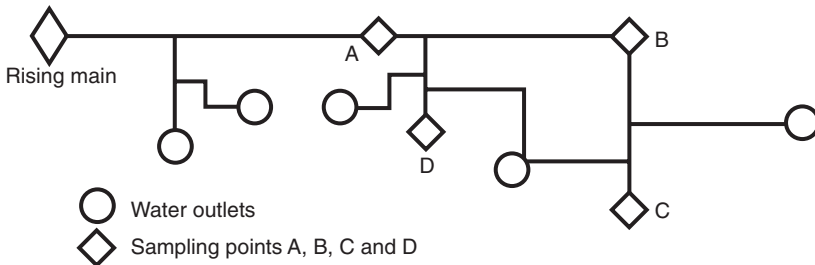 A
B
Rising main
D
C
Water outlets
Sampling points A, B, C and D